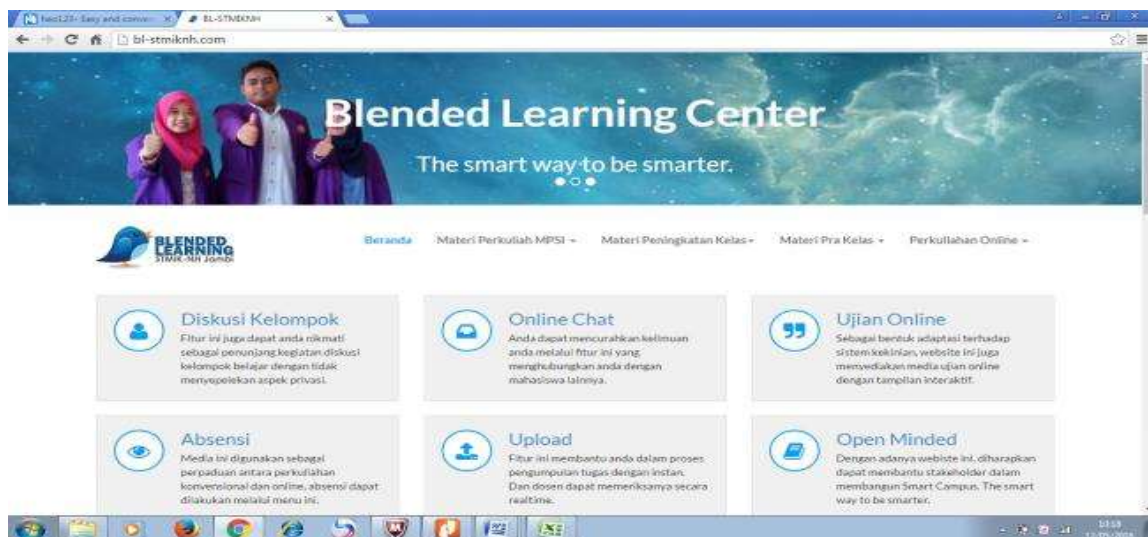 BL-STMIKNH
bl-stmiknh.com
Blended Learning Center
The smart way to be smarter.
BLENDED
LEARNING
STMIK-NH Jambi
Beranda
Materi Perkuliah MPSI
Materi Peningkatan Kelas
Materi Pra Kelas
Perkuliahan Online
Diskusi Kelompok
Fitur ini juga dapat anda nikmati
sebagai penunjang kegiatan diskusi
kelompok belajar dengan tidak
menyepelekan aspek privasi.
Online Chat
Anda dapat mencurahkan keilmuan
anda melalui fitur ini yang
menghubungkan anda dengan
mahasiswa lainnya.
Ujian Online
Sebagai bentuk adaptasi terhadap
sistem kekinian, website ini juga
menyediakan media ujian online
dengan tampilan interaktif.
Absensi
Media ini digunakan sebagai
perpaduan antara perkuliahan
konvensional dan online, absensi dapat
dilakukan melalui menu ini.
Upload
Fitur ini membantu anda dalam proses
pengumpulan tugas dengan instan.
Dan dosen dapat memeriksanya secara
realtime.
Open Minded
Dengan adanya webiste ini, diharapkan
dapat membantu stakeholder dalam
membangun Smart Campus. The smart
way to be smarter.